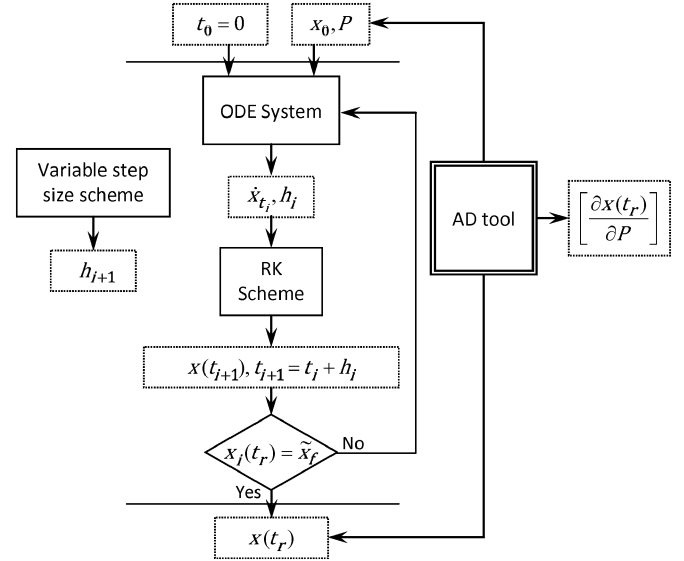 t₀ = 0
x₀, P
ODE System
Variable step
size scheme
ẋ_{t_i}, h_i
AD tool
[∂x(t_r)
∂P]
h_{i+1}
RK
Scheme
x(t_{i+1}), t_{i+1} = t_i + h_i
x_i(t_r) = x̃_f
No
Yes
x(t_r)